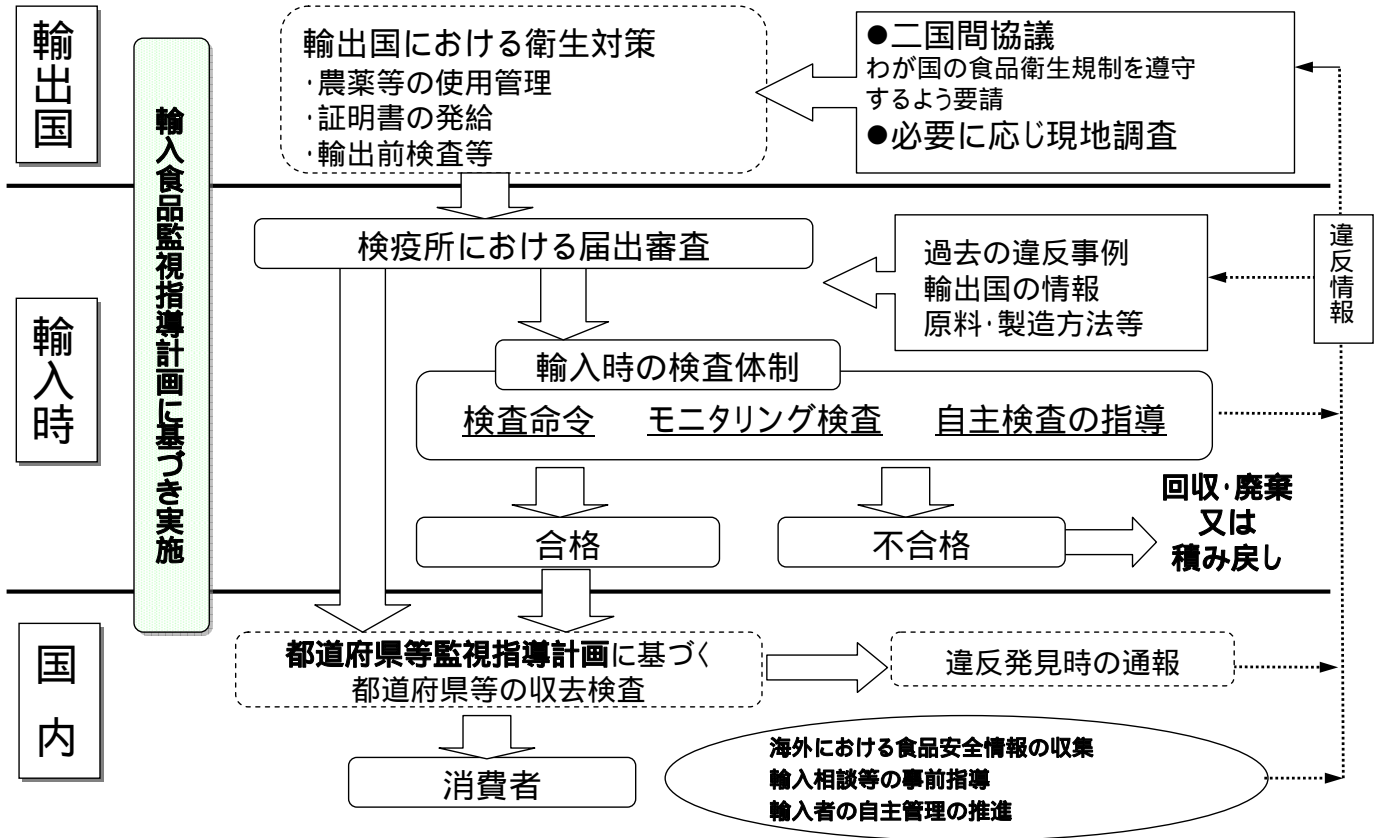 輸出国
輸入食品監視指導計画に基づき実施
輸出国における衛生対策
･農薬等の使用管理
･証明書の発給
･輸出前検査等
●二国間協議
わが国の食品衛生規制を遵守
するよう要請
●必要に応じ現地調査
輸入時
検疫所における届出審査
過去の違反事例
輸出国の情報
原料･製造方法等
違反情報
輸入時の検査体制
検査命令 モニタリング検査 自主検査の指導
合格
不合格
回収･廃棄
又は
積み戻し
国内
都道府県等監視指導計画に基づく
都道府県等の収去検査
違反発見時の通報
消費者
海外における食品安全情報の収集
輸入相談等の事前指導
輸入者の自主管理の推進